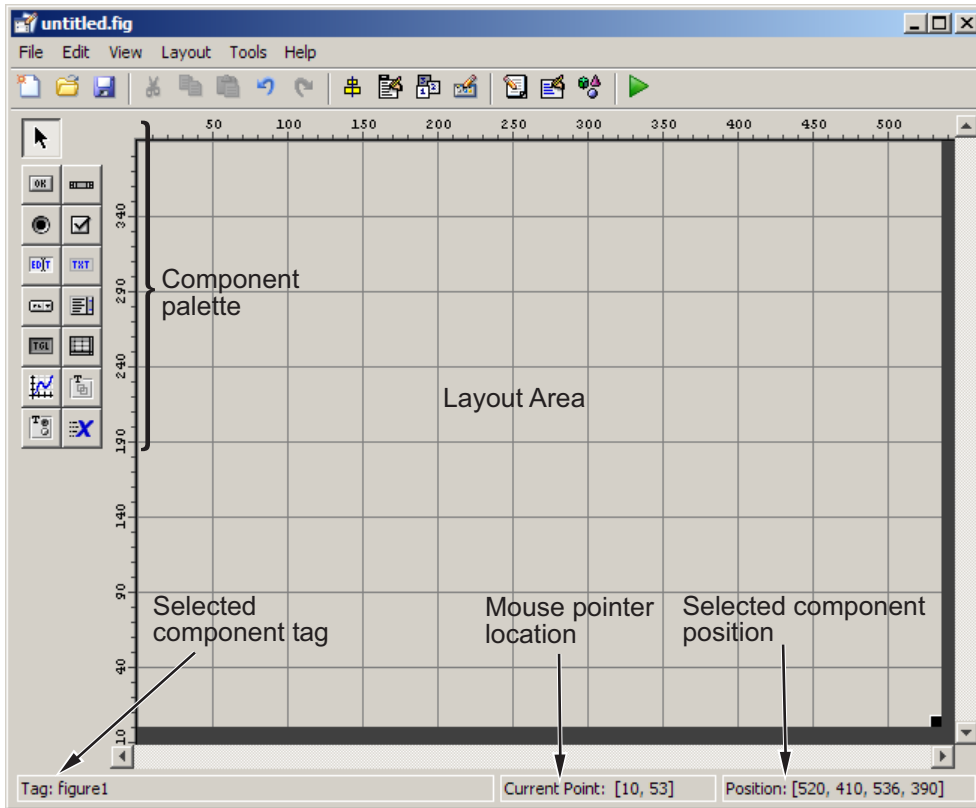 untitled.fig
File Edit View Layout Tools Help
50 100 150 200 250 300 350 400 450 500
OK
340
EDIT TXT
Component
palette
290
TGL
240
Layout Area
T
T
X
190
140
90
Selected
component tag
Mouse pointer
location
Selected component
position
40
10
Tag: figure1
Current Point: [10, 53]
Position: [520, 410, 536, 390]